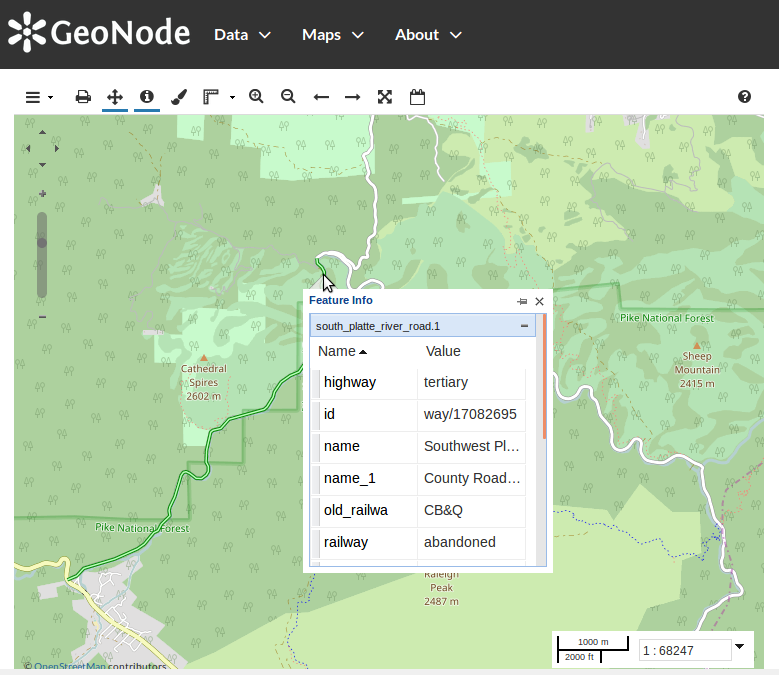 GeoNode Data Maps About
Feature Info
south_platte_river_road.1
Name Value
highway tertiary
id way/17082695
name Southwest Pl...
name_1 County Road...
old_railwa CB&Q
railway abandoned
Pike National Forest
Sheep
Mountain
2415 m
Cathedral
Spires
2602 m
Pike National Forest
Raleigh
Peak
2487 m
1000 m
2000 ft
1 : 68247
© OpenStreetMap contributors